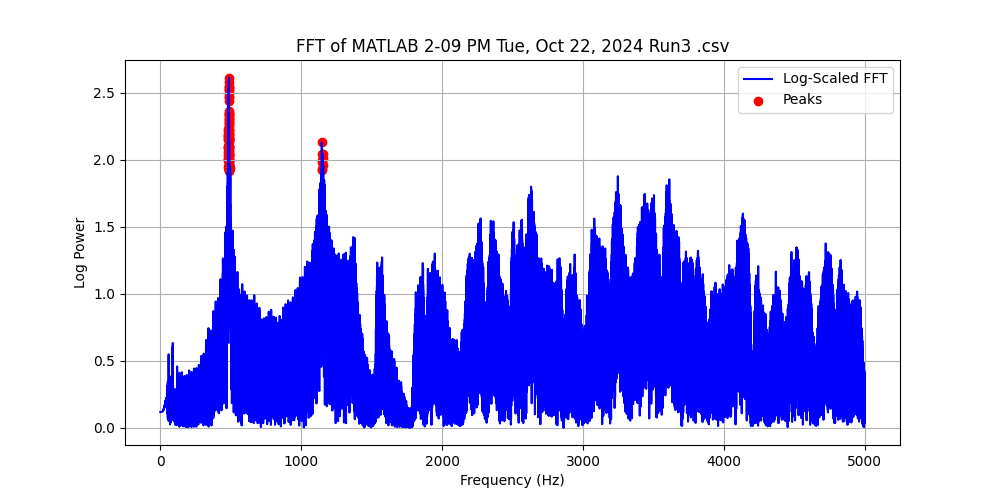 FFT of MATLAB 2-09 PM Tue, Oct 22, 2024 Run3 .csv
Log-Scaled FFT
Peaks
Log Power
2.5
2.0
1.5
1.0
0.5
0.0
0 1000 2000 3000 4000 5000
Frequency (Hz)